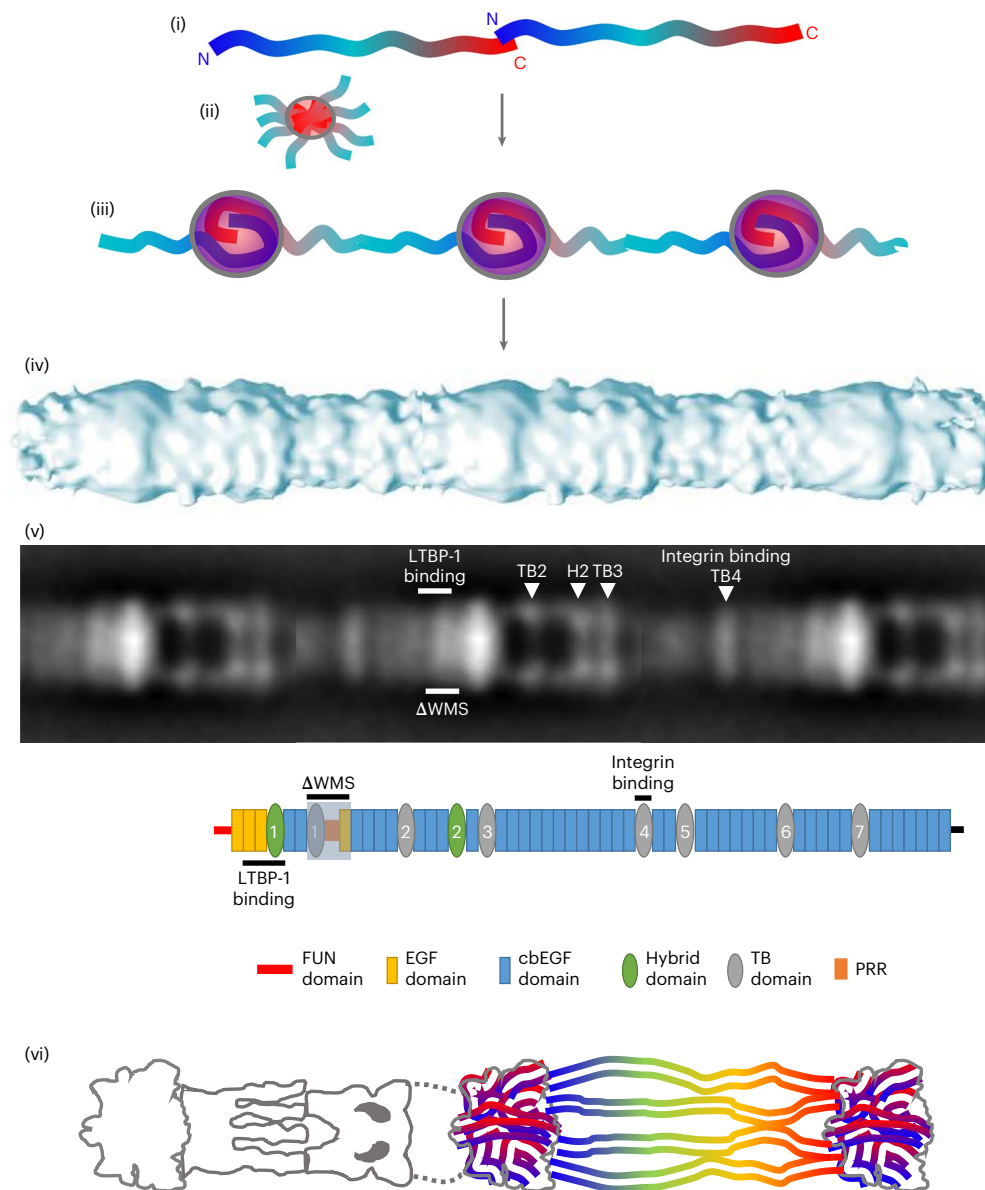 (i)
N
N
C
C
(ii)
(iii)
(iv)
(v)
LTBP-1
binding
TB2
H2
TB3
Integrin binding
TB4
ΔWMS
ΔWMS
Integrin
binding
1
1
2
2
3
4
5
6
7
LTBP-1
binding
FUN
domain
EGF
domain
cbEGF
domain
Hybrid
domain
TB
domain
PRR
(vi)